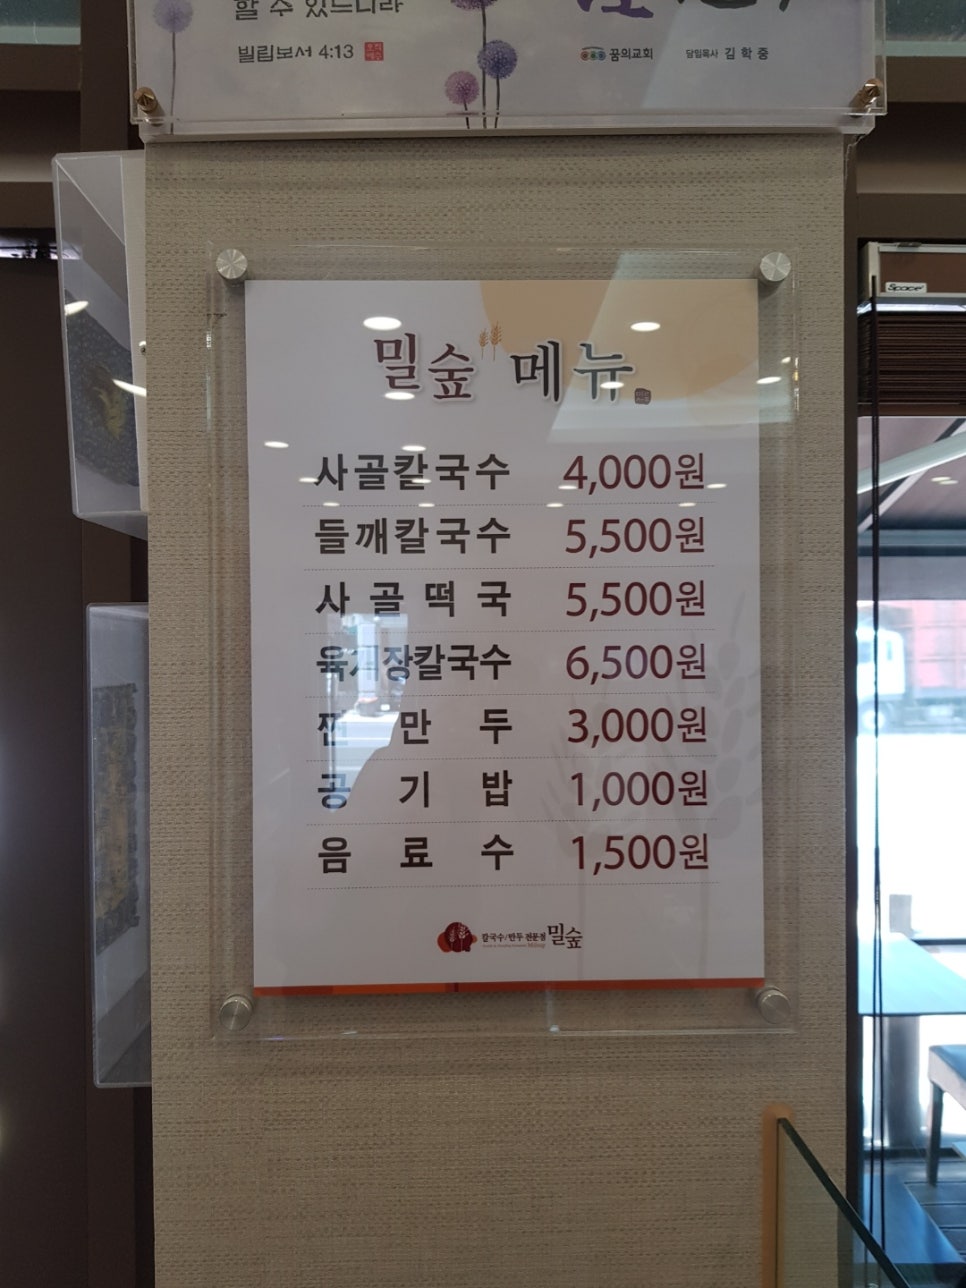 할 수 있느니라
빌립보서 4:13
꿈의교회 담임목사 김학중
Space
밀숲 메뉴
사골칼국수 4,000원
들깨칼국수 5,500원
사골떡국 5,500원
육개장칼국수 6,500원
찐만두 3,000원
공기밥 1,000원
음료수 1,500원
칼국수/만두 전문점 밀숲